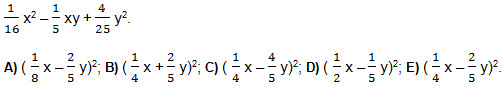 1/16 x² – 1/5 xy + 4/25 y².
A) ( 1/8 x – 2/5 y)²; B) ( 1/4 x + 2/5 y)²; C) ( 1/4 x – 4/5 y)²; D) ( 1/2 x – 1/5 y)²; E) ( 1/4 x – 2/5 y)².